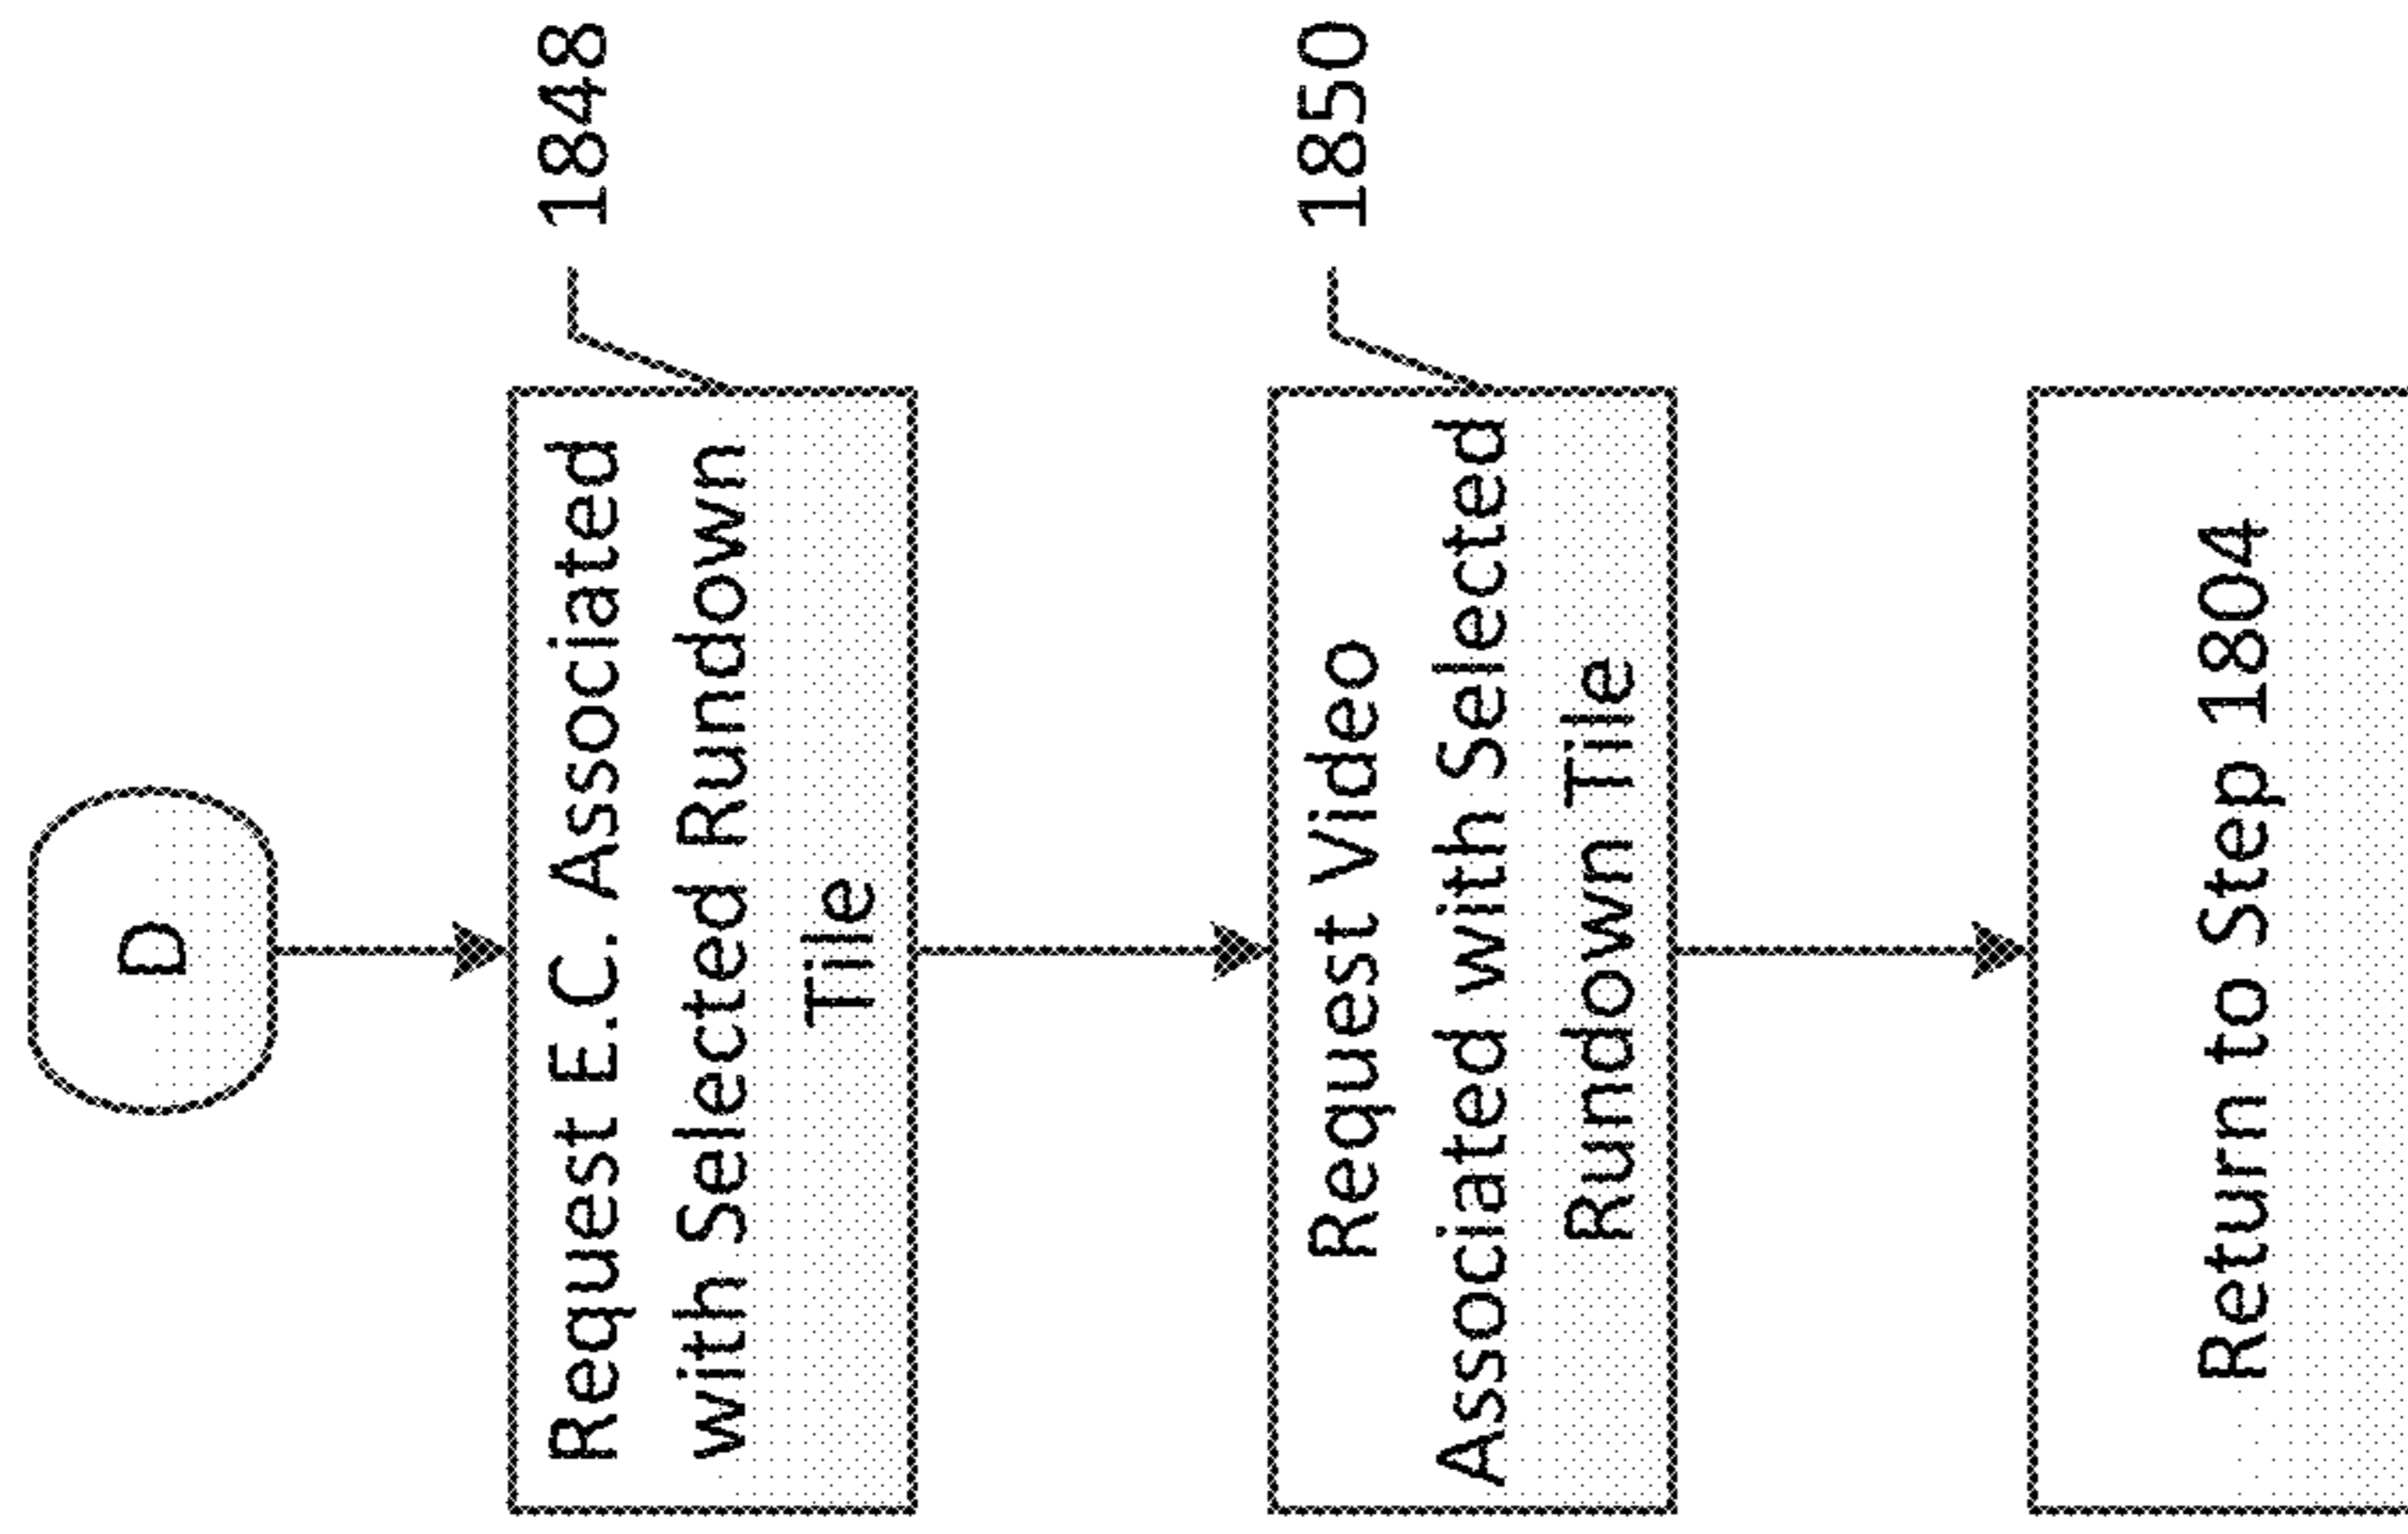 D
Request E.C. Associated
with Selected Rundown
Tile
1848
Request Video
Associated with Selected
Rundown Tile
1850
Return to Step 1804